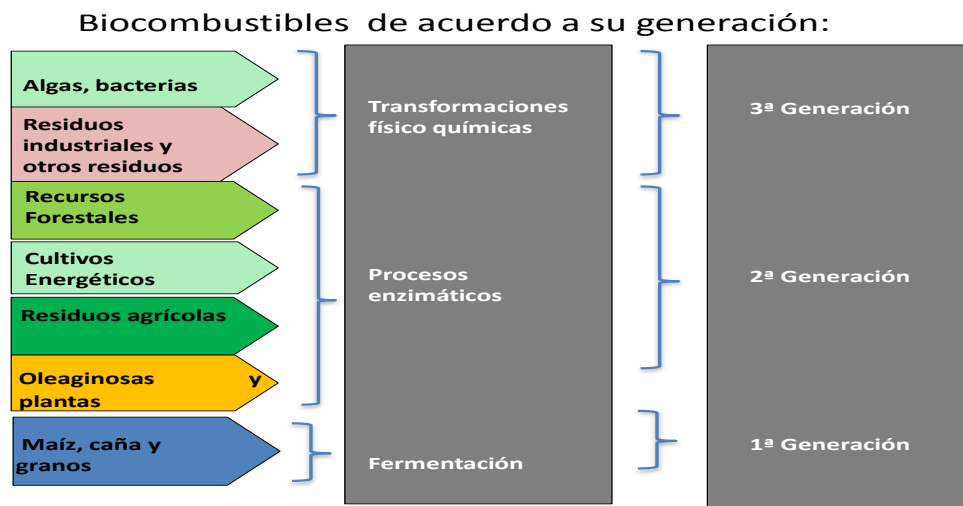 Biocombustibles de acuerdo a su generación:
Algas, bacterias
Residuos
industriales y
otros residuos
Recursos
Forestales
Cultivos
Energéticos
Residuos agrícolas
Oleaginosas y
plantas
Maíz, caña y
granos
Transformaciones
físico químicas
Procesos
enzimáticos
Fermentación
3ª Generación
2ª Generación
1ª Generación